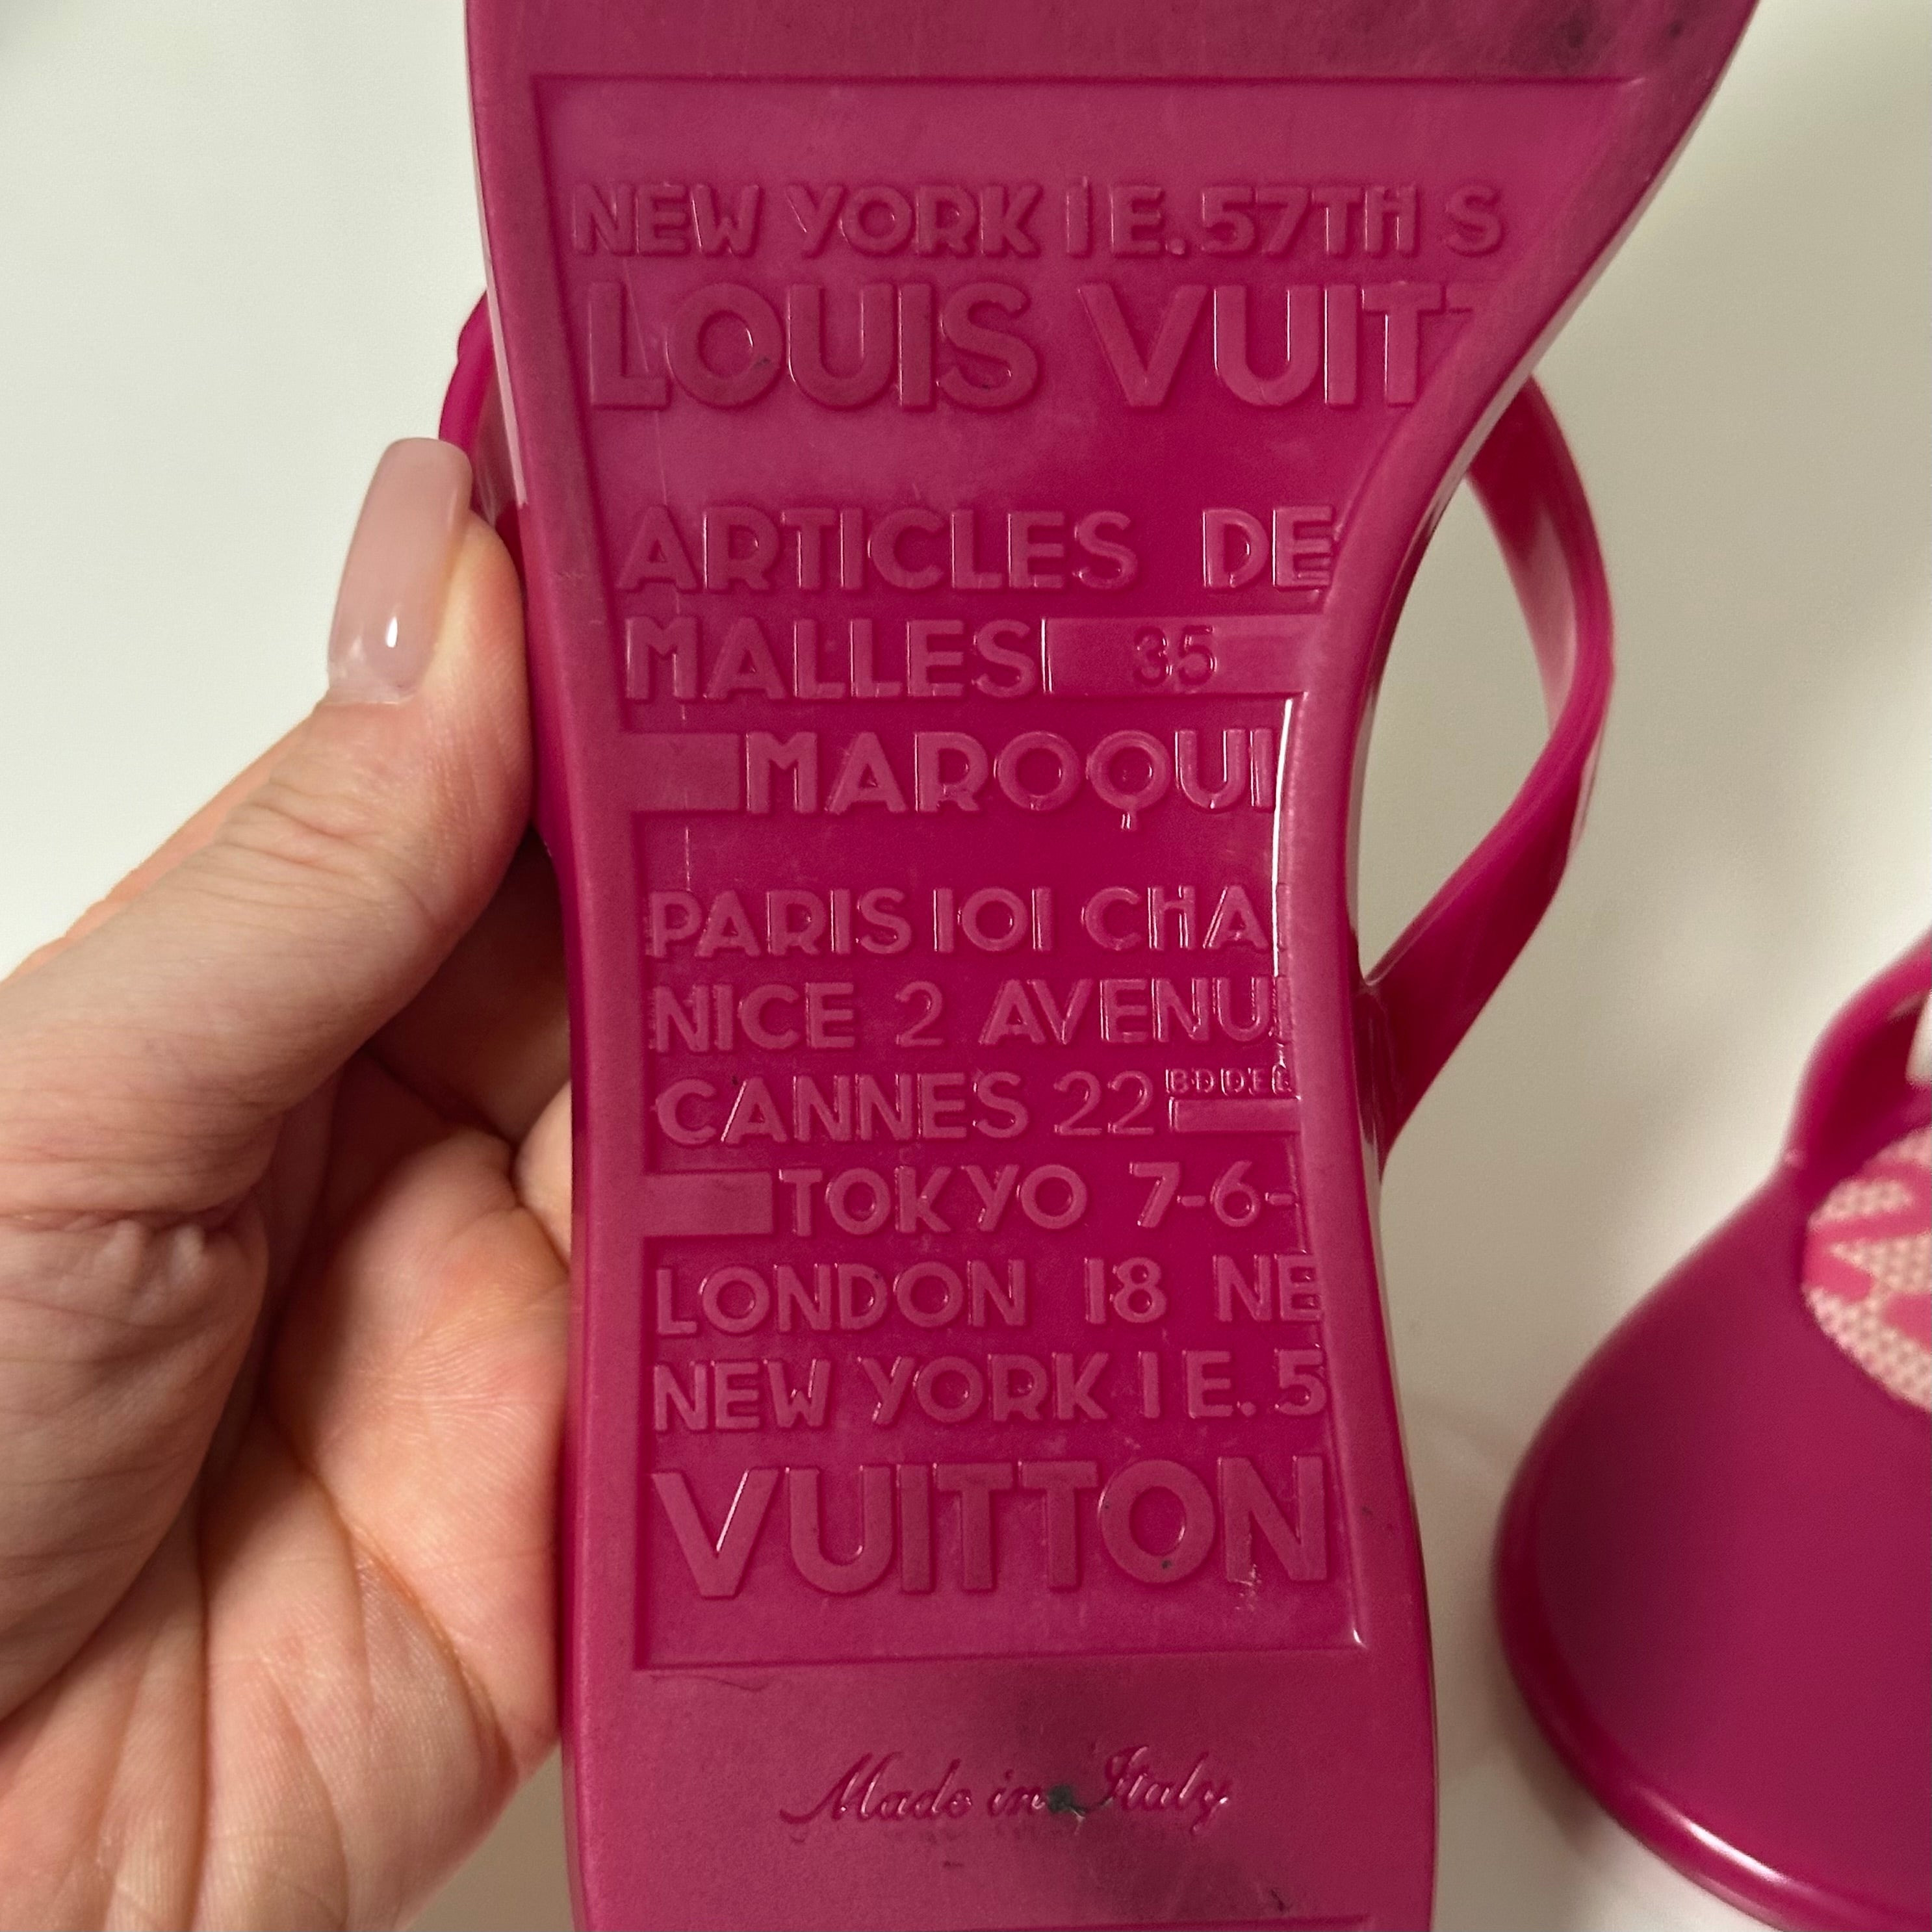 NEW YORK 1 E. 57TH S
LOUIS VUIT
ARTICLES DE
MALLES 35
MAROQUI
PARIS 101 CHA
NICE 2 AVENU
CANNES 22
TOKYO 7-6-
LONDON 18 NE
NEW YORK 1 E. 5
VUITTON
Made in Italy